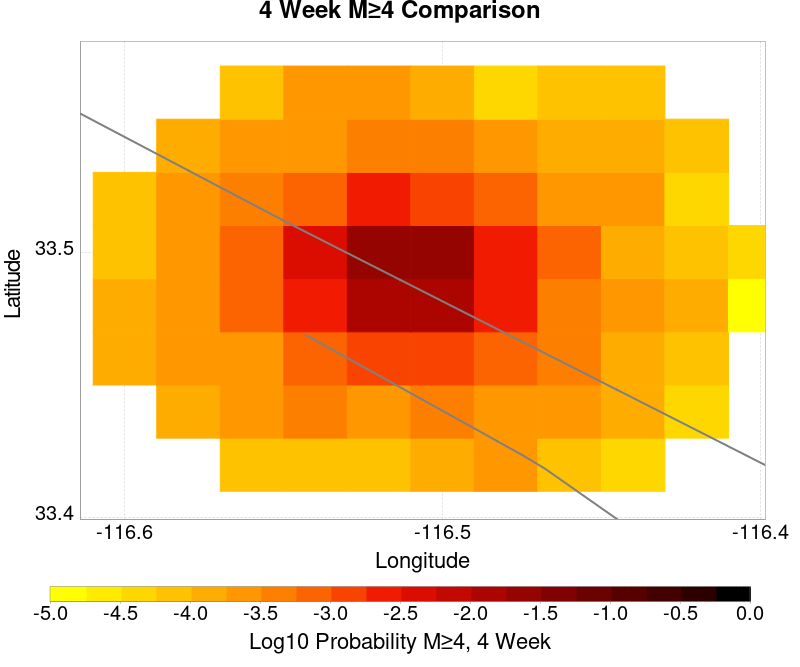 4 Week M≥4 Comparison
Latitude
33.5
33.4
-116.6 -116.5 -116.4
Longitude
-5.0 -4.5 -4.0 -3.5 -3.0 -2.5 -2.0 -1.5 -1.0 -0.5 0.0
Log10 Probability M≥4, 4 Week